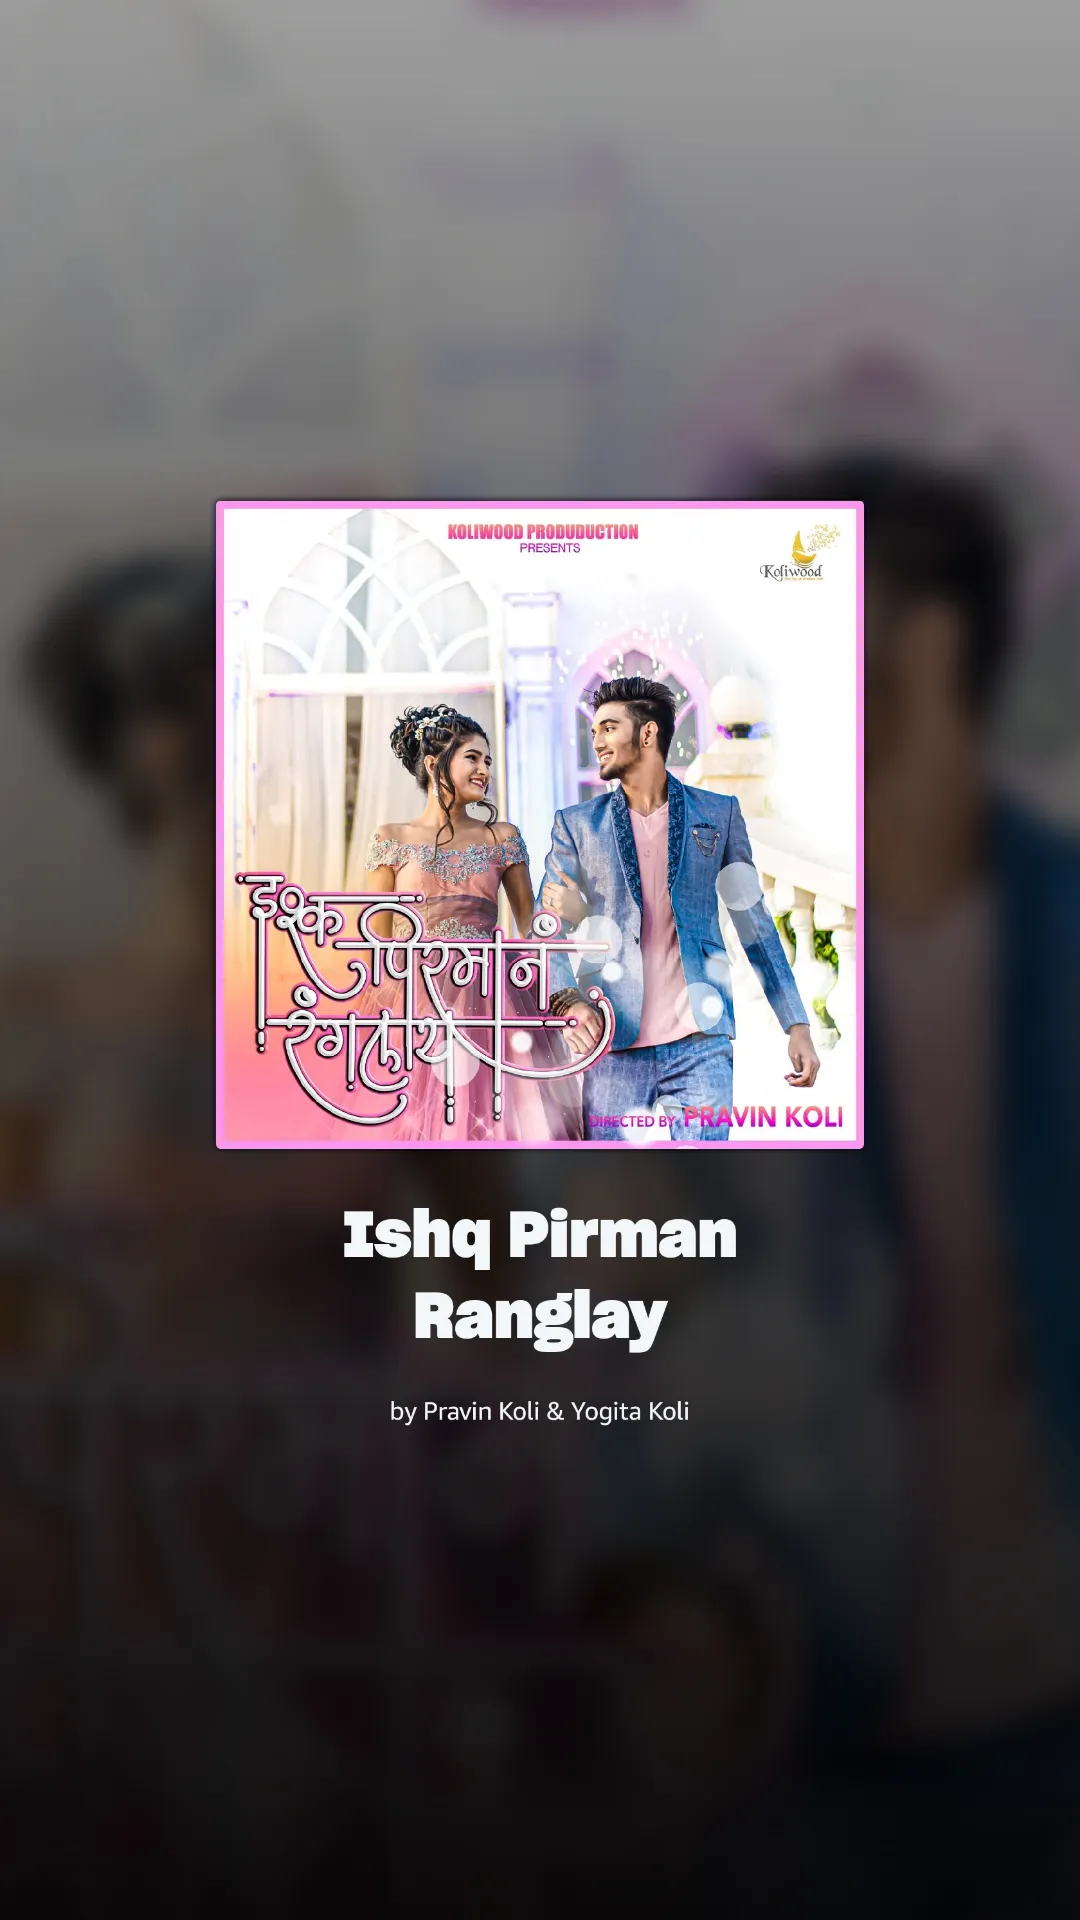 KOLIWOOD PRODUDUCTION
PRESENTS
Koliwood
इश्क
पिरमानं
रंगलाय
DIRECTED BY PRAVIN KOLI
Ishq Pirman
Ranglay
by Pravin Koli & Yogita Koli